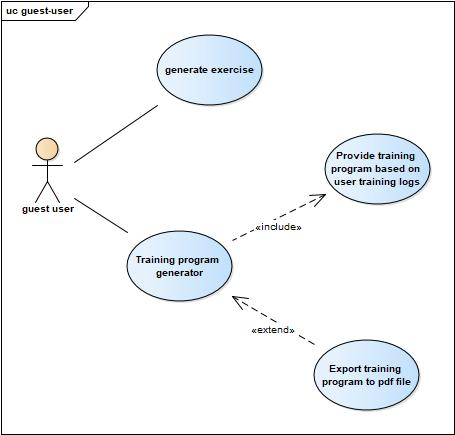 uc guest-user
generate exercise
Provide training
program based on
user training logs
guest user
«include»
Training program
generator
«extend»
Export training
program to pdf file